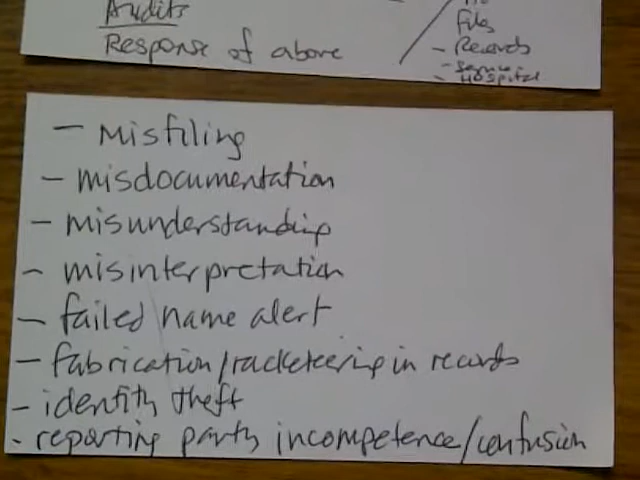 Audits
Response of above
Files
- Records
- Service
- Hospital
- Misfiling
- misdocumentation
- misunderstanding
- misinterpretation
- failed name alert
- fabrication/racketeering in records
- identity theft
- reporting party incompetence/confusion